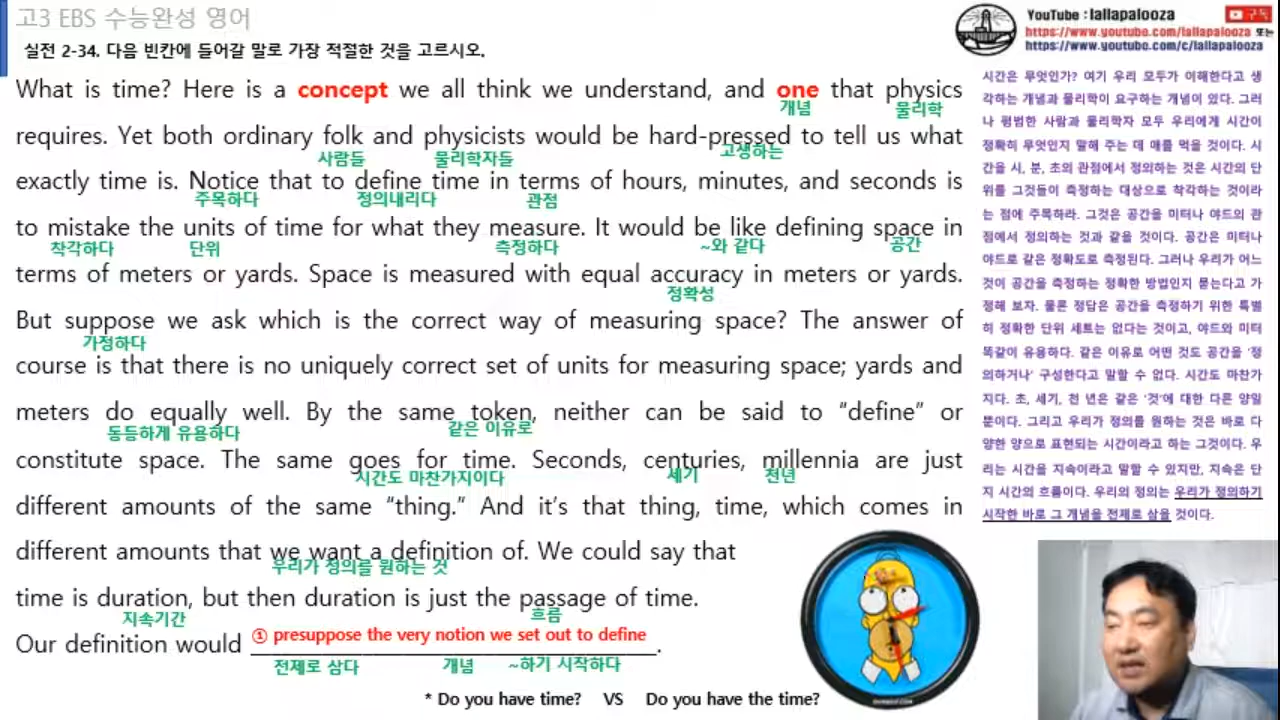 고3 EBS 수능완성 영어
실전 2-34. 다음 빈칸에 들어갈 말로 가장 적절한 것을 고르시오.
What is time? Here is a concept we all think we understand, and one that physics
개념 물리학
requires. Yet both ordinary folk and physicists would be hard-pressed to tell us what
사람들 물리학자들 고생하는
exactly time is. Notice that to define time in terms of hours, minutes, and seconds is
주목하다 정의내리다 관점
to mistake the units of time for what they measure. It would be like defining space in
착각하다 단위 측정하다 ~와 같다 공간
terms of meters or yards. Space is measured with equal accuracy in meters or yards.
정확성
But suppose we ask which is the correct way of measuring space? The answer of
가정하다
course is that there is no uniquely correct set of units for measuring space; yards and
meters do equally well. By the same token, neither can be said to “define” or
동등하게 유용하다 같은 이유로
constitute space. The same goes for time. Seconds, centuries, millennia are just
시간도 마찬가지이다 세기 천년
different amounts of the same “thing.” And it’s that thing, time, which comes in
different amounts that we want a definition of. We could say that
우리가 정의를 원하는 것
time is duration, but then duration is just the passage of time.
지속기간 흐름
Our definition would ① presuppose the very notion we set out to define.
전제로 삼다 개념 ~하기 시작하다
* Do you have time? VS Do you have the time?
YouTube : lallapalooza
구독
https://www.youtube.com/lallapalooza 또는
https://www.youtube.com/c/lallapalooza
시간은 무엇인가? 여기 우리 모두가 이해한다고 생
각하는 개념과 물리학이 요구하는 개념이 있다. 그러
나 평범한 사람과 물리학자 모두 우리에게 시간이
정확히 무엇인지 말해 주는 데 애를 먹을 것이다. 시
간을 시, 분, 초의 관점에서 정의하는 것은 시간의 단
위를 그것들이 측정하는 대상으로 착각하는 것이라
는 점에 주목하라. 그것은 공간을 미터나 야드의 관
점에서 정의하는 것과 같을 것이다. 공간은 미터나
야드로 같은 정확도로 측정된다. 그러나 우리가 어느
것이 공간을 측정하는 정확한 방법인지 묻는다고 가
정해 보자. 물론 정답은 공간을 측정하기 위한 특별
히 정확한 단위 세트는 없다는 것이고, 야드와 미터
똑같이 유용하다. 같은 이유로 어떤 것도 공간을 ‘정
의하거나’ 구성한다고 말할 수 없다. 시간도 마찬가
지다. 초, 세기, 천 년은 같은 ‘것’에 대한 다른 양일
뿐이다. 그리고 우리가 정의를 원하는 것은 바로 다
양한 양으로 표현되는 시간이라고 하는 그것이다. 우
리는 시간을 지속이라고 말할 수 있지만, 지속은 단
지 시간의 흐름이다. 우리의 정의는 우리가 정의하기
시작한 바로 그 개념을 전제로 삼을 것이다.